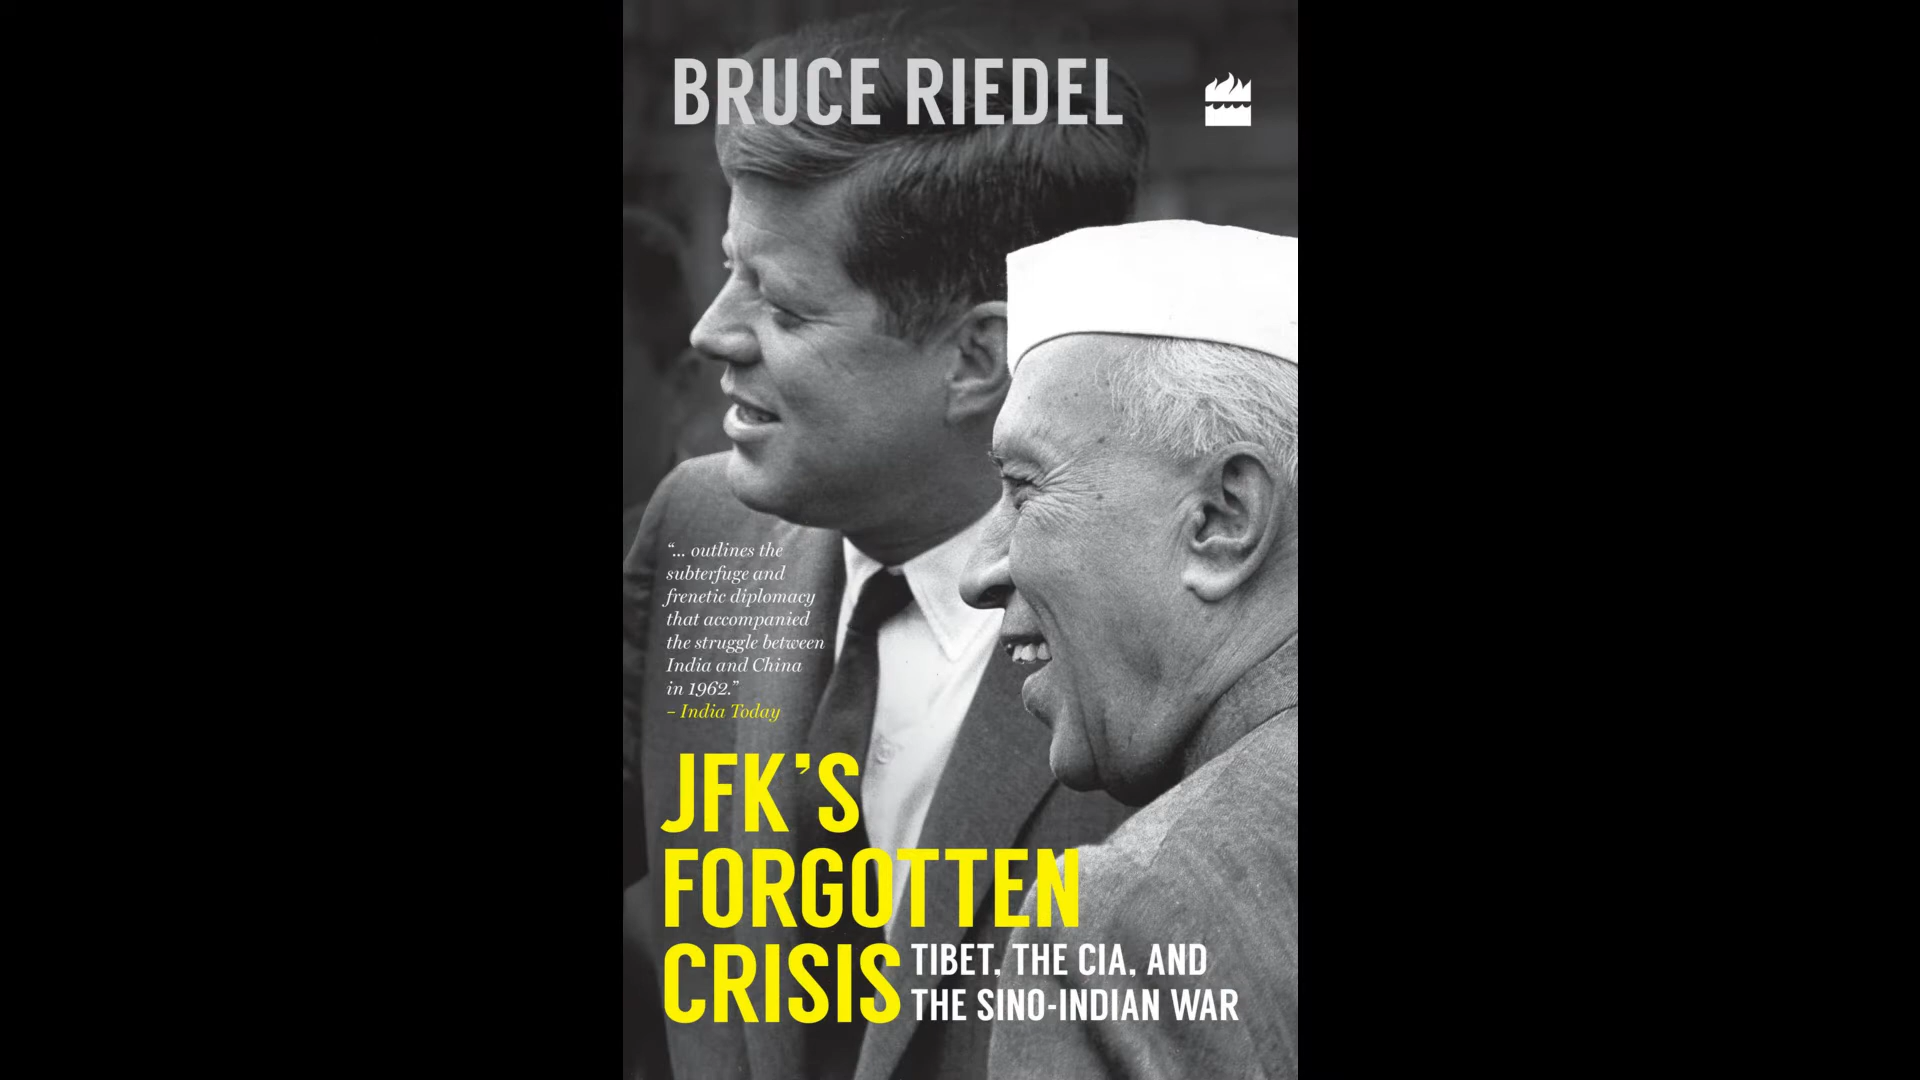 BRUCE RIEDEL
“... outlines the
subterfuge and
frenetic diplomacy
that accompanied
the struggle between
India and China
in 1962.”
– India Today
JFK’S
FORGOTTEN
CRISIS
TIBET, THE CIA, AND
THE SINO-INDIAN WAR